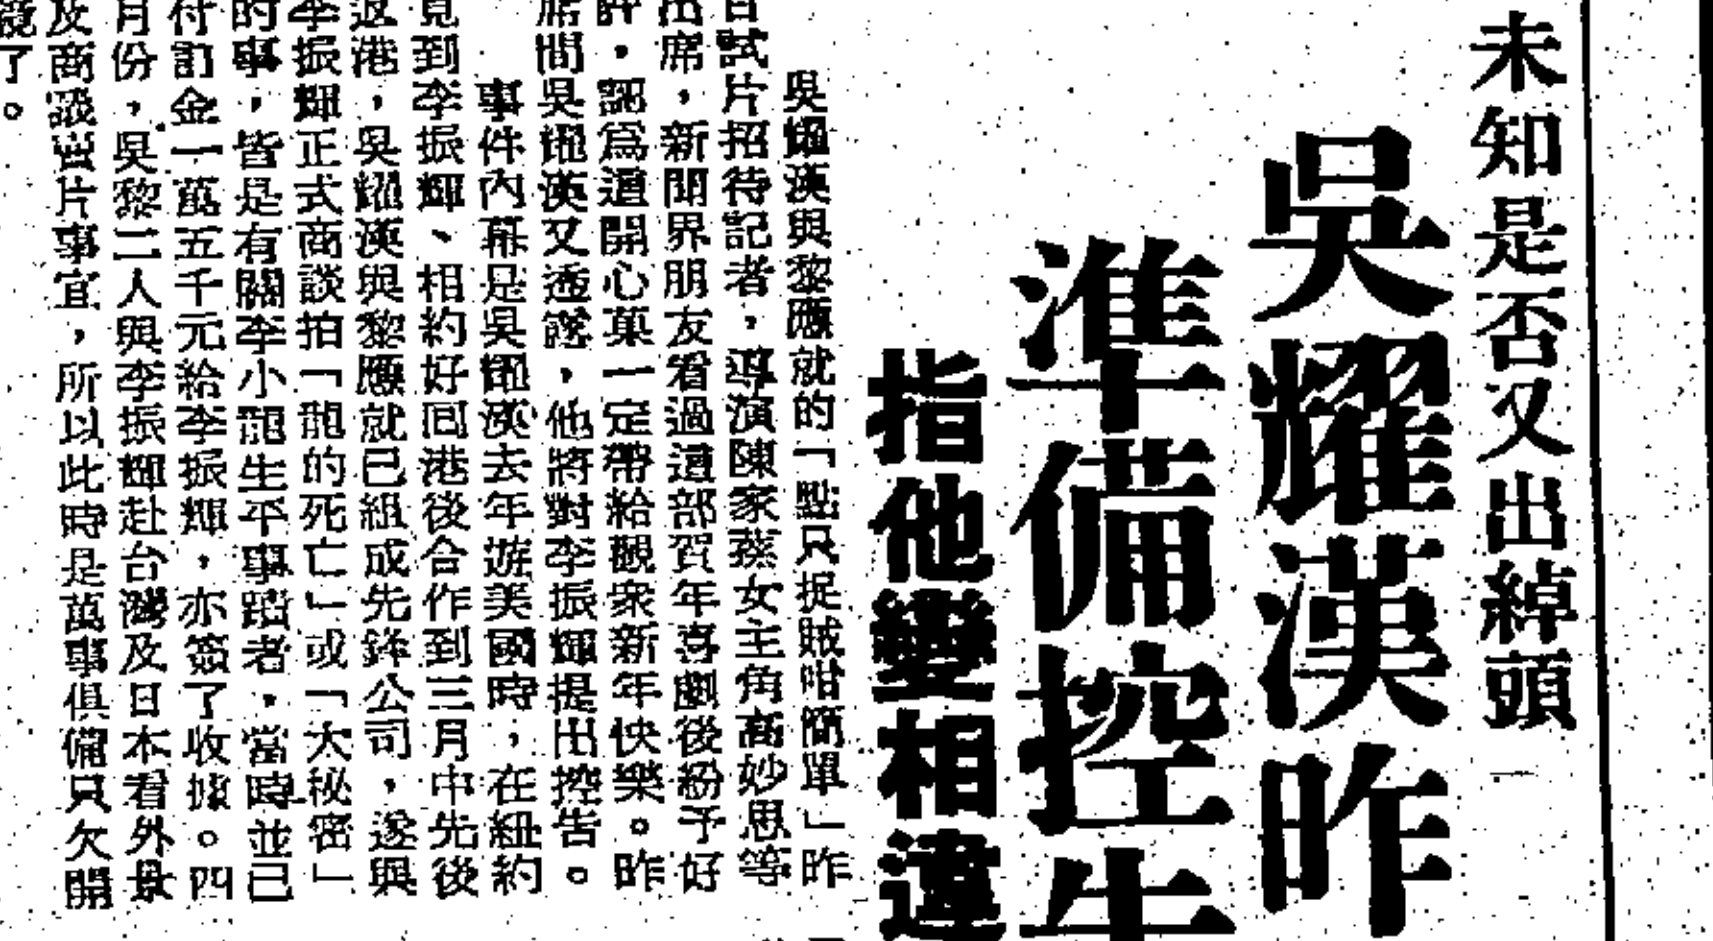 未知是否又出綽頭
吳耀漢昨
準備控告
指他變相違
吳耀漢與黎應就的「點只捉賊咁簡單」昨
日試片招待記者，導演陳家蓀女主角高妙思等
出席，新聞界朋友看過這部賀年喜劇後紛予好
評，認爲這開心菓一定帶給觀衆新年快樂。昨
席間吳耀漢又透露，他將對李振輝提出控告。
事件內幕是吳耀漢去年遊美國時，在紐約
見到李振輝、相約好囘港後合作到三月中先後
返港，吳耀漢與黎應就已組成先鋒公司，遂與
李振輝正式商談拍「龍的死亡」或「大秘密」
的事，皆是有關李小龍生平事蹟者，當時並已
付訂金一萬五千元給李振輝，亦簽了收據。四
月份，吳黎二人與李振輝赴台灣及日本看外景
及商談賣片事宜，所以此時是萬事俱備只欠開
鏡了。